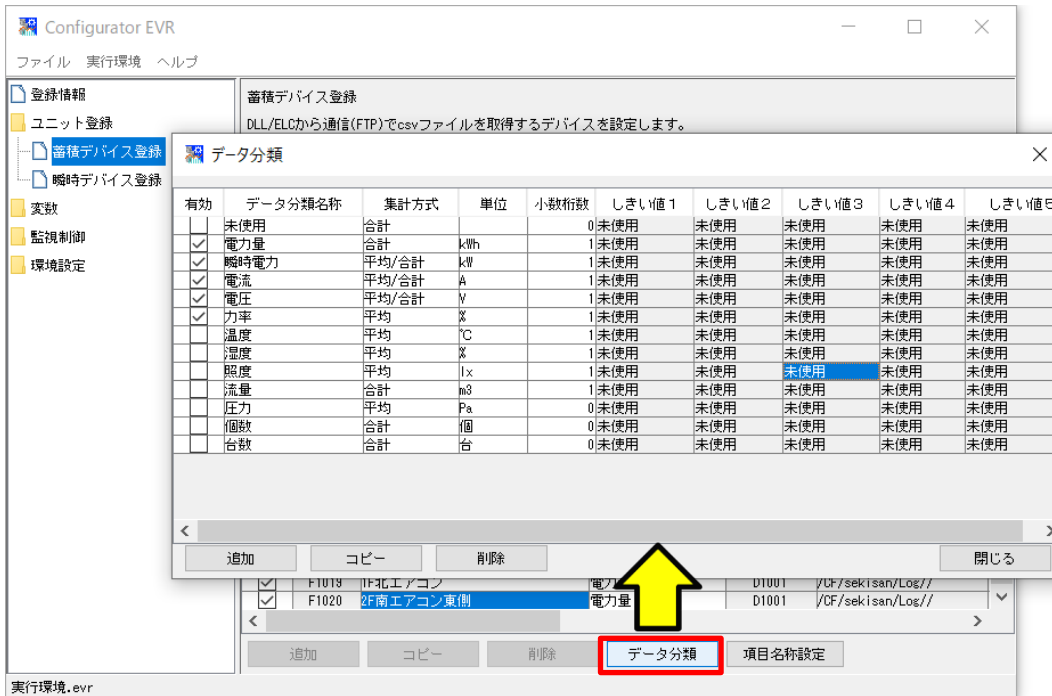 Configurator EVR
ファイル 実行環境 ヘルプ
登録情報
ユニット登録
蓄積デバイス登録
瞬時デバイス登録
変数
監視制御
環境設定
蓄積デバイス登録
DLL/ELCから通信(FTP)でcsvファイルを取得するデバイスを設定します。
データ分類
有効 データ分類名称 集計方式 単位 小数桁数 しきい値1 しきい値2 しきい値3 しきい値4 しきい値5
未使用 合計 0 未使用 未使用 未使用 未使用 未使用
電力量 合計 kWh 1 未使用 未使用 未使用 未使用 未使用
瞬時電力 平均/合計 kW 1 未使用 未使用 未使用 未使用 未使用
電流 平均/合計 A 1 未使用 未使用 未使用 未使用 未使用
電圧 平均/合計 V 1 未使用 未使用 未使用 未使用 未使用
力率 平均 % 1 未使用 未使用 未使用 未使用 未使用
温度 平均 ℃ 1 未使用 未使用 未使用 未使用 未使用
湿度 平均 % 1 未使用 未使用 未使用 未使用 未使用
照度 平均 lx 1 未使用 未使用 未使用 未使用 未使用
流量 合計 m3 1 未使用 未使用 未使用 未使用 未使用
圧力 平均 Pa 0 未使用 未使用 未使用 未使用 未使用
個数 合計 個 0 未使用 未使用 未使用 未使用 未使用
台数 合計 台 0 未使用 未使用 未使用 未使用 未使用
追加 コピー 削除 閉じる
F1019 1F北エアコン 電力 D1001 /CF/sekisan/Log//
F1020 2F南エアコン東側 電力量 D1001 /CF/sekisan/Log//
追加 コピー 削除 データ分類 項目名称設定
実行環境.evr